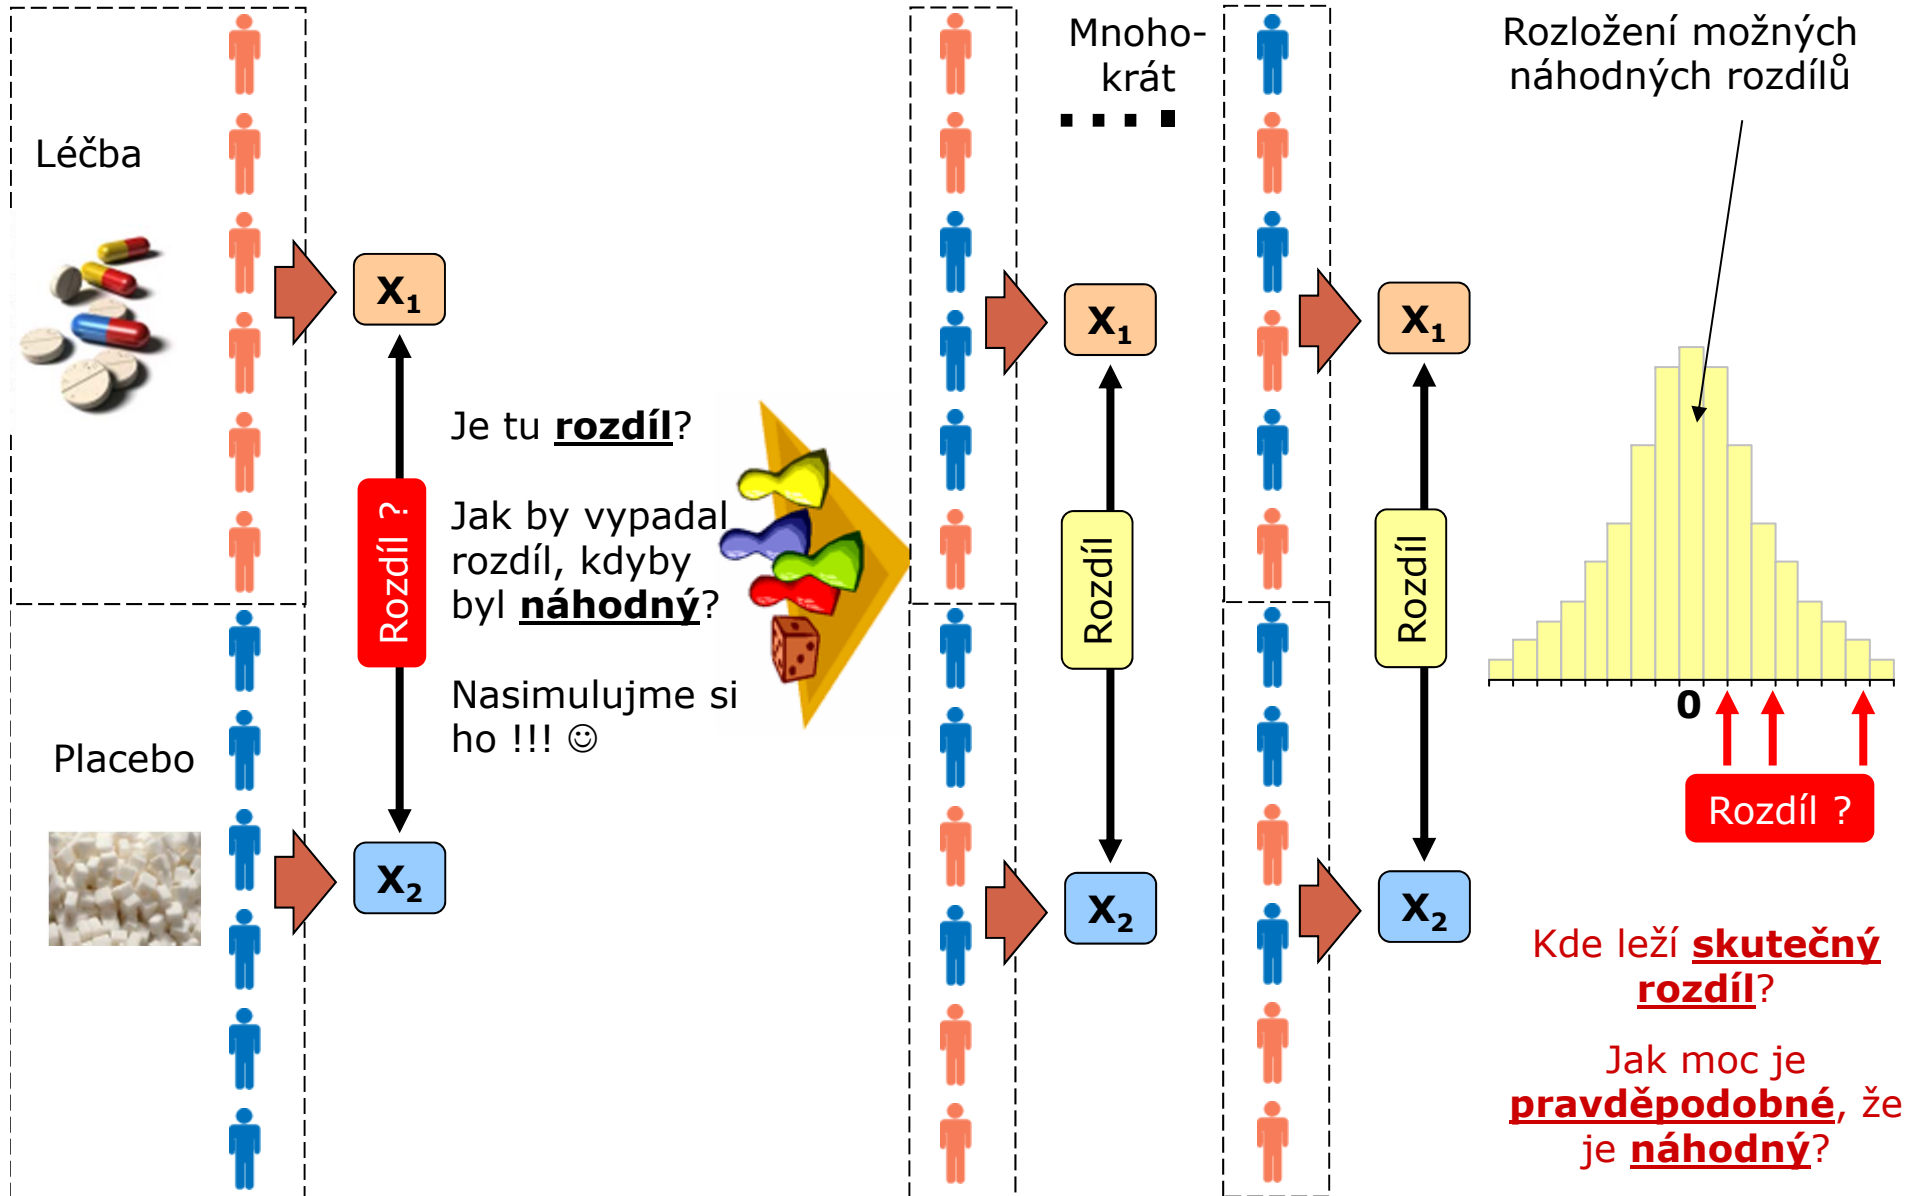 Léčba
Placebo
X1
Rozdíl ?
X2
Je tu rozdíl?
Jak by vypadal
rozdíl, kdyby
byl náhodný?
Nasimulujme si
ho !!! ☺
Mnoho-
krát
X1
Rozdíl
X2
X1
Rozdíl
X2
Rozložení možných
náhodných rozdílů
0
Rozdíl ?
Kde leží skutečný
rozdíl?
Jak moc je
pravděpodobné, že
je náhodný?